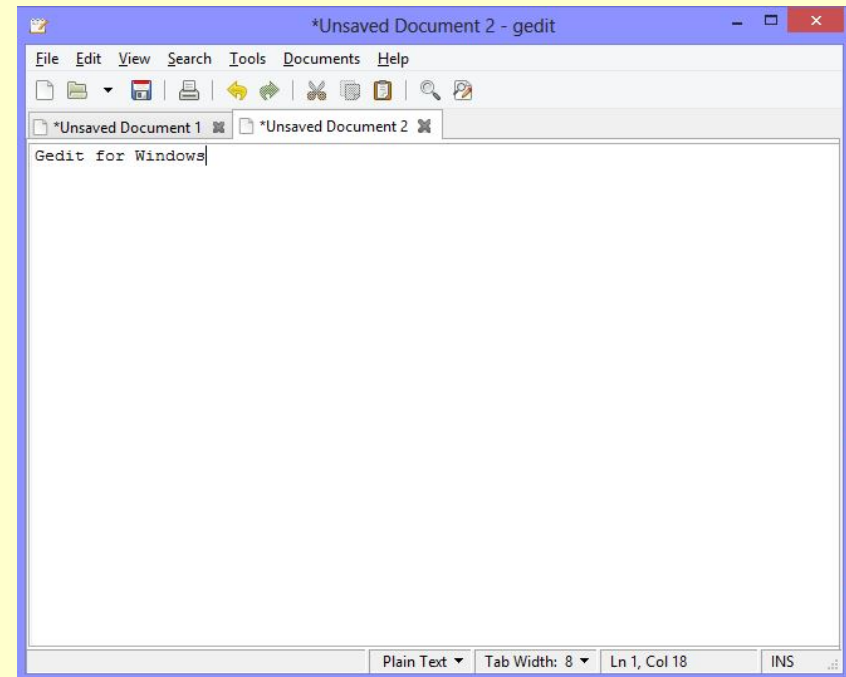 *Unsaved Document 2 - gedit
File Edit View Search Tools Documents Help
*Unsaved Document 1 *Unsaved Document 2
Gedit for Windows
Plain Text Tab Width: 8 Ln 1, Col 18 INS